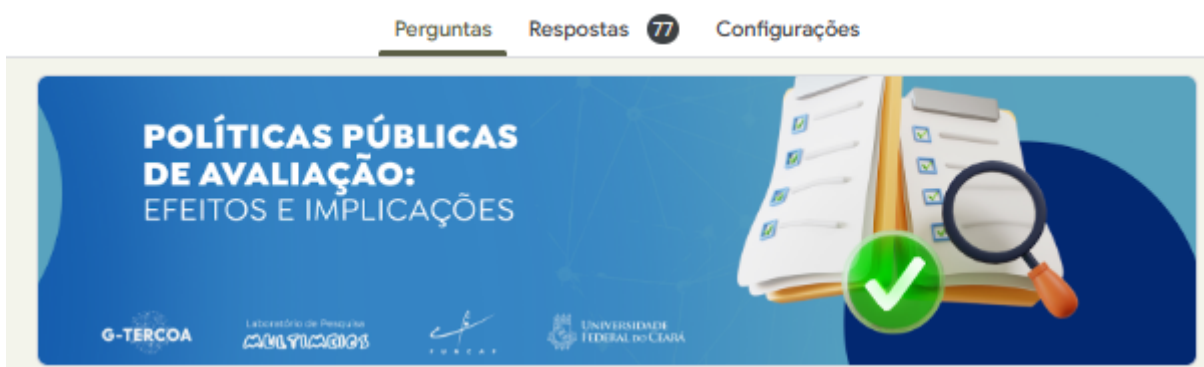 Perguntas Respostas 77 Configurações
POLÍTICAS PÚBLICAS
DE AVALIAÇÃO:
EFEITOS E IMPLICAÇÕES
G-TERCOA
Laboratório de Pesquisa
MULTIMEIOS
FUNCAP
UNIVERSIDADE
FEDERAL DO CEARÁ